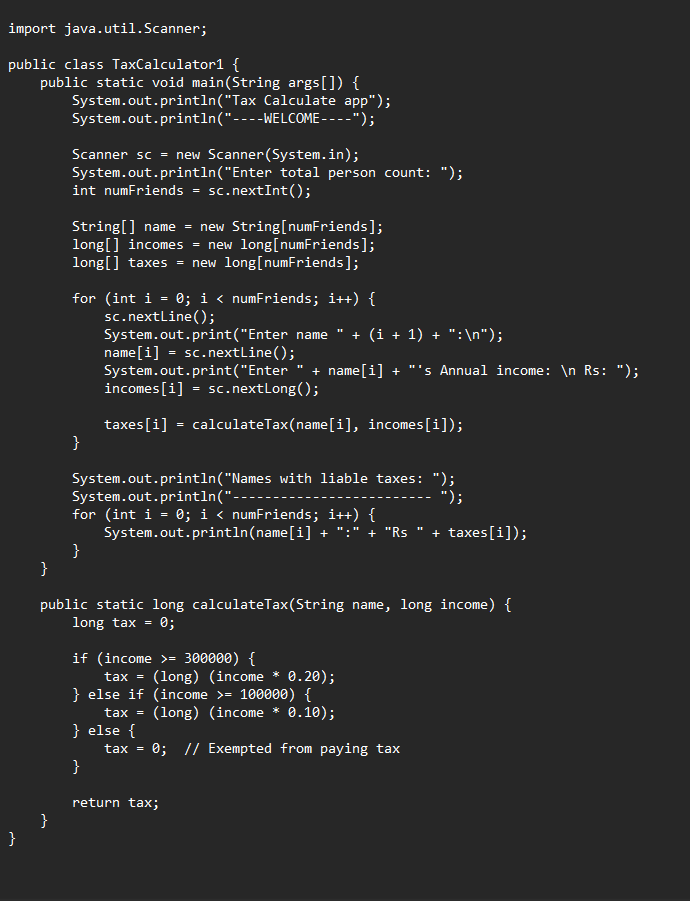 import java.util.Scanner;

public class TaxCalculator1 {
    public static void main(String args[]) {
        System.out.println("Tax Calculate app");
        System.out.println("----WELCOME----");

        Scanner sc = new Scanner(System.in);
        System.out.println("Enter total person count: ");
        int numFriends = sc.nextInt();

        String[] name = new String[numFriends];
        long[] incomes = new long[numFriends];
        long[] taxes = new long[numFriends];

        for (int i = 0; i < numFriends; i++) {
            sc.nextLine();
            System.out.print("Enter name " + (i + 1) + ":\n");
            name[i] = sc.nextLine();
            System.out.print("Enter " + name[i] + "'s Annual income: \n Rs: ");
            incomes[i] = sc.nextLong();

            taxes[i] = calculateTax(name[i], incomes[i]);
        }

        System.out.println("Names with liable taxes: ");
        System.out.println("------------------------- ");
        for (int i = 0; i < numFriends; i++) {
            System.out.println(name[i] + ":" + "Rs " + taxes[i]);
        }
    }

    public static long calculateTax(String name, long income) {
        long tax = 0;

        if (income >= 300000) {
            tax = (long) (income * 0.20);
        } else if (income >= 100000) {
            tax = (long) (income * 0.10);
        } else {
            tax = 0;  // Exempted from paying tax
        }

        return tax;
    }
}